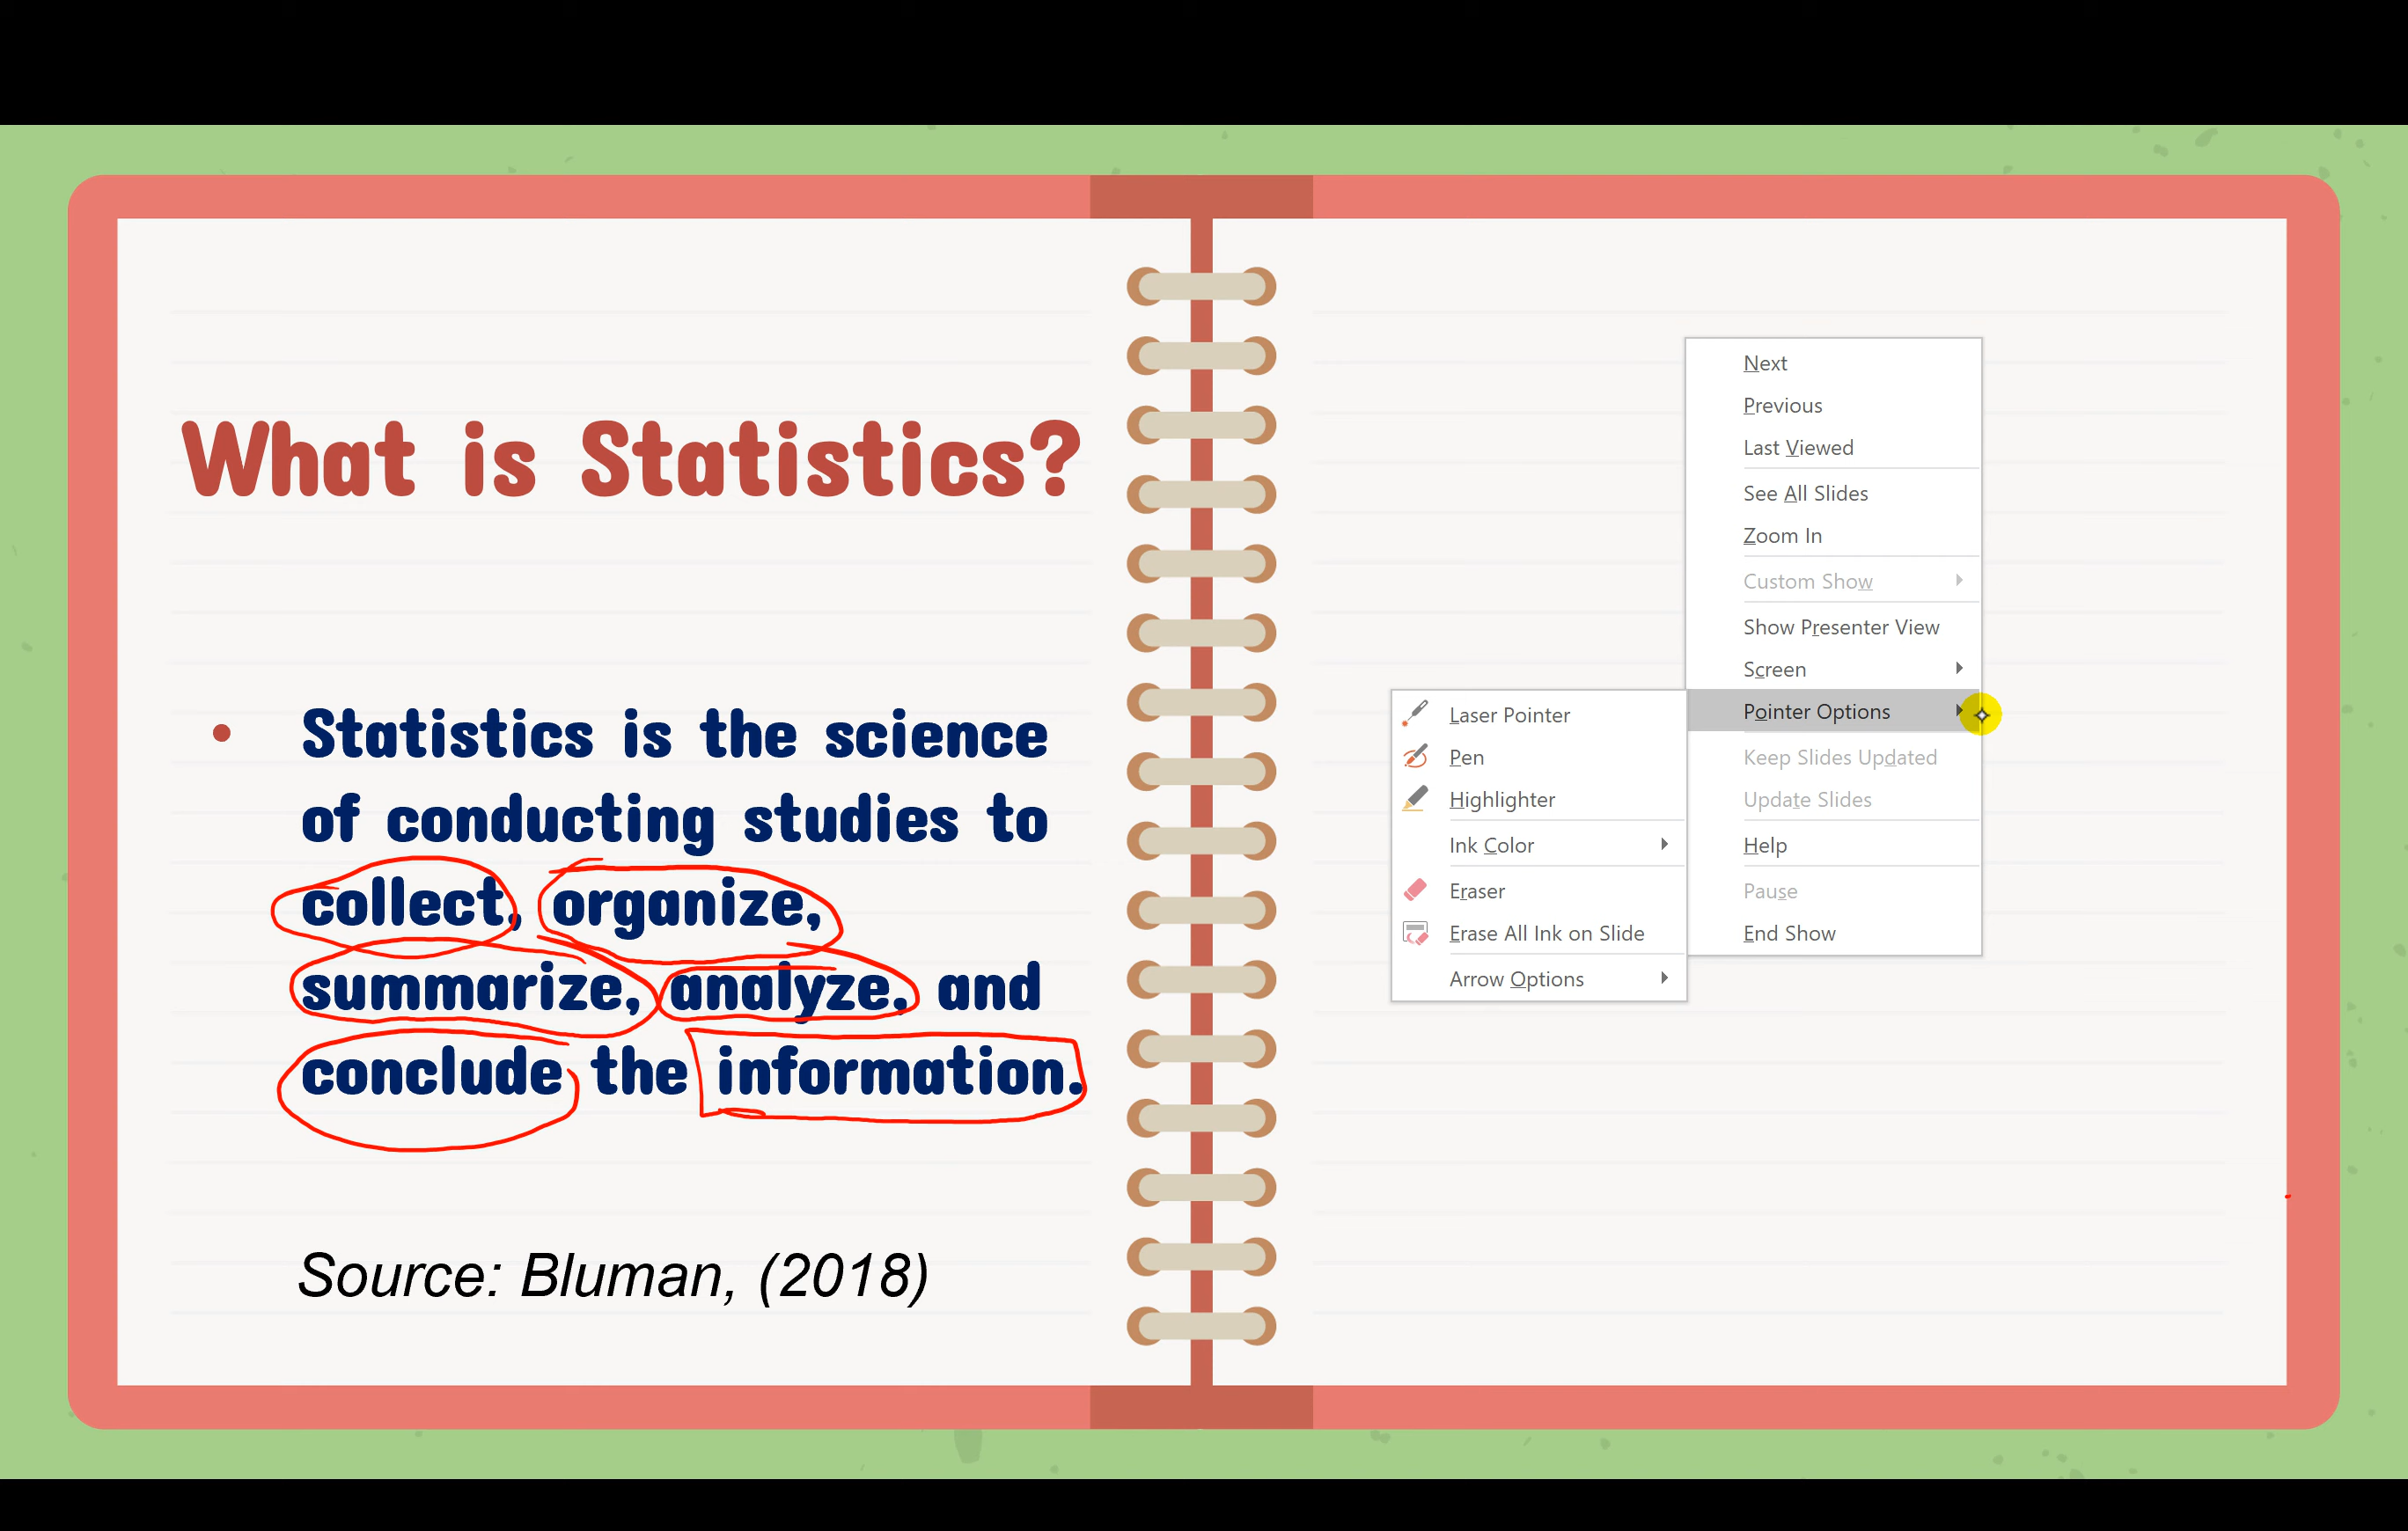 What is Statistics?
• Statistics is the science
of conducting studies to
collect, organize,
summarize, analyze, and
conclude the information.
Source: Bluman, (2018)
Next
Previous
Last Viewed
See All Slides
Zoom In
Custom Show
Show Presenter View
Screen
Pointer Options
Keep Slides Updated
Update Slides
Help
Pause
End Show
Laser Pointer
Pen
Highlighter
Ink Color
Eraser
Erase All Ink on Slide
Arrow Options